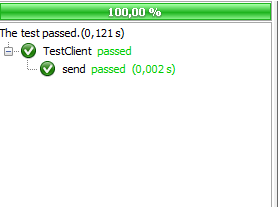 100,00 %
The test passed.(0,121 s)
TestClient passed
send passed (0,002 s)